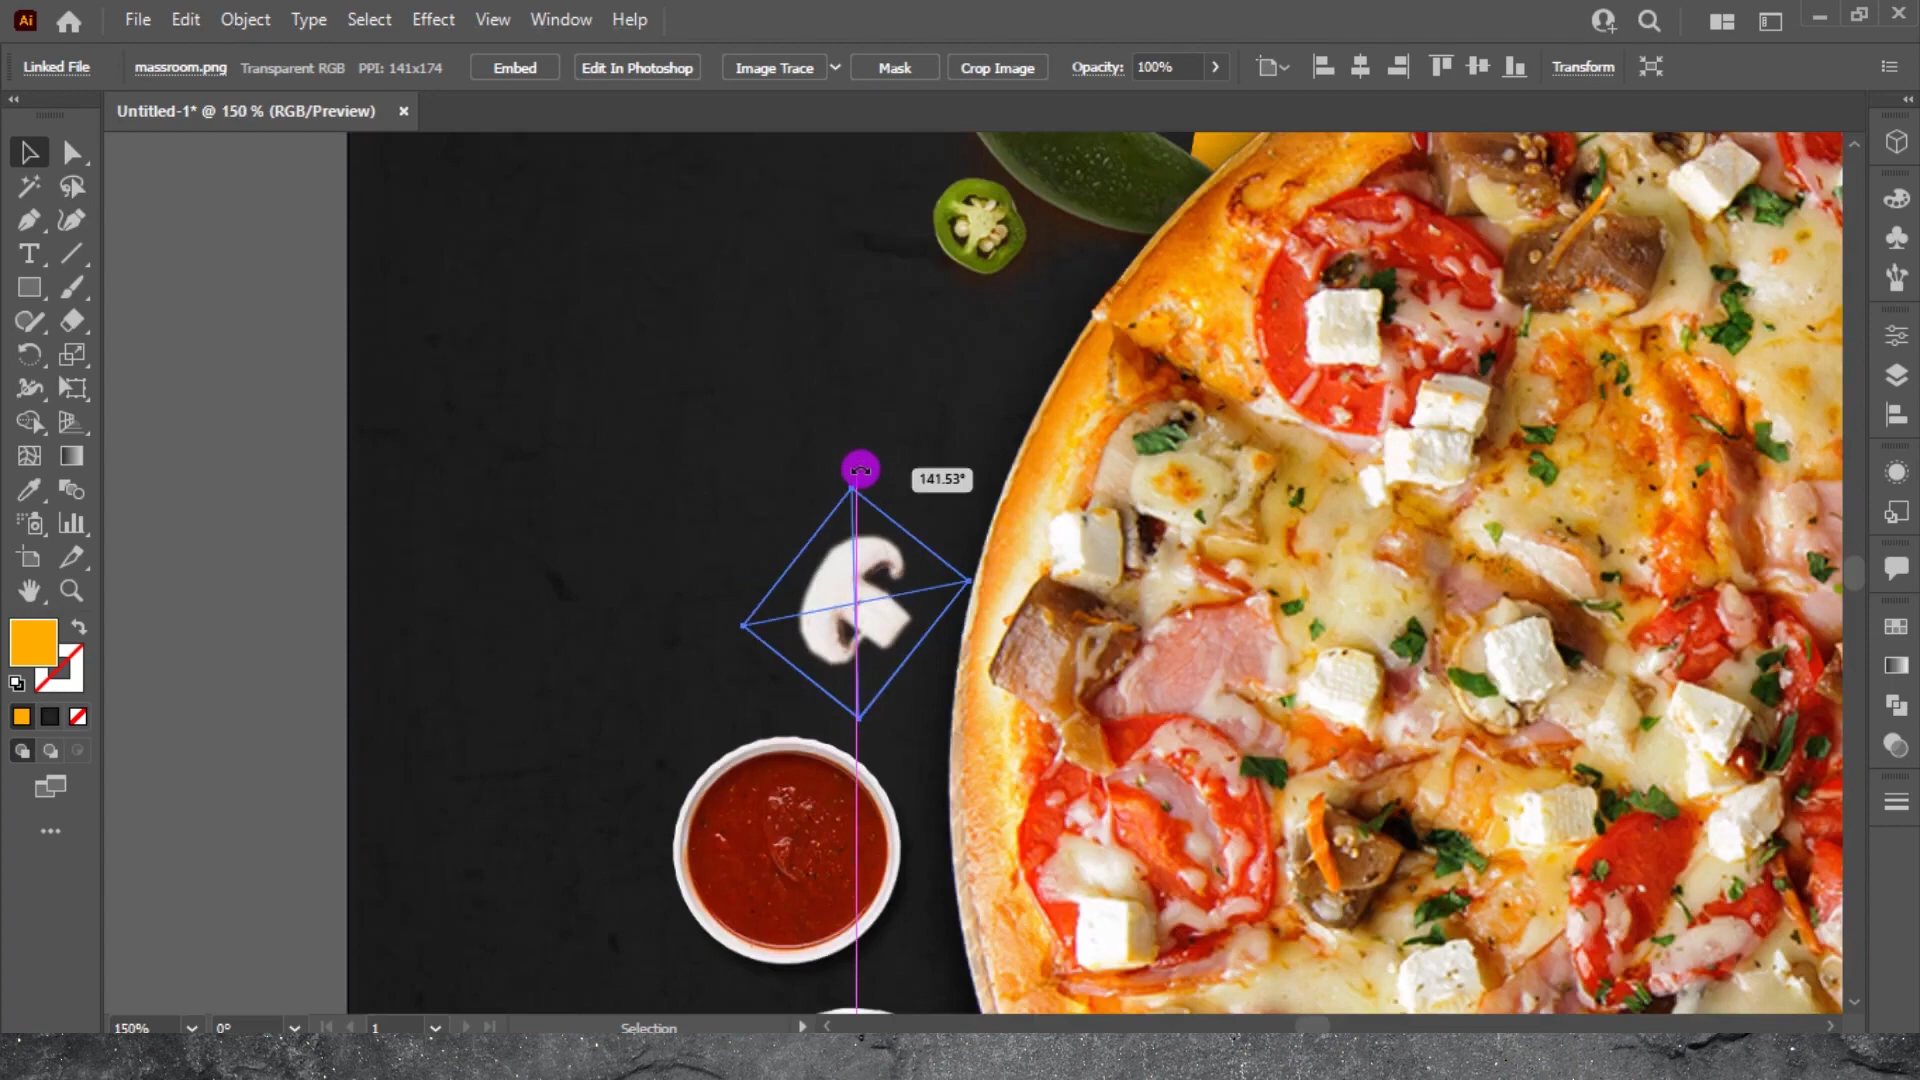 Ai File Edit Object Type Select Effect View Window Help
Linked File massroom.png Transparent RGB PPI: 141x174 Embed Edit In Photoshop Image Trace Mask Crop Image Opacity: 100% Transform
Untitled-1* @ 150 % (RGB/Preview) ×
141.53°
150% 0° 1 Selection